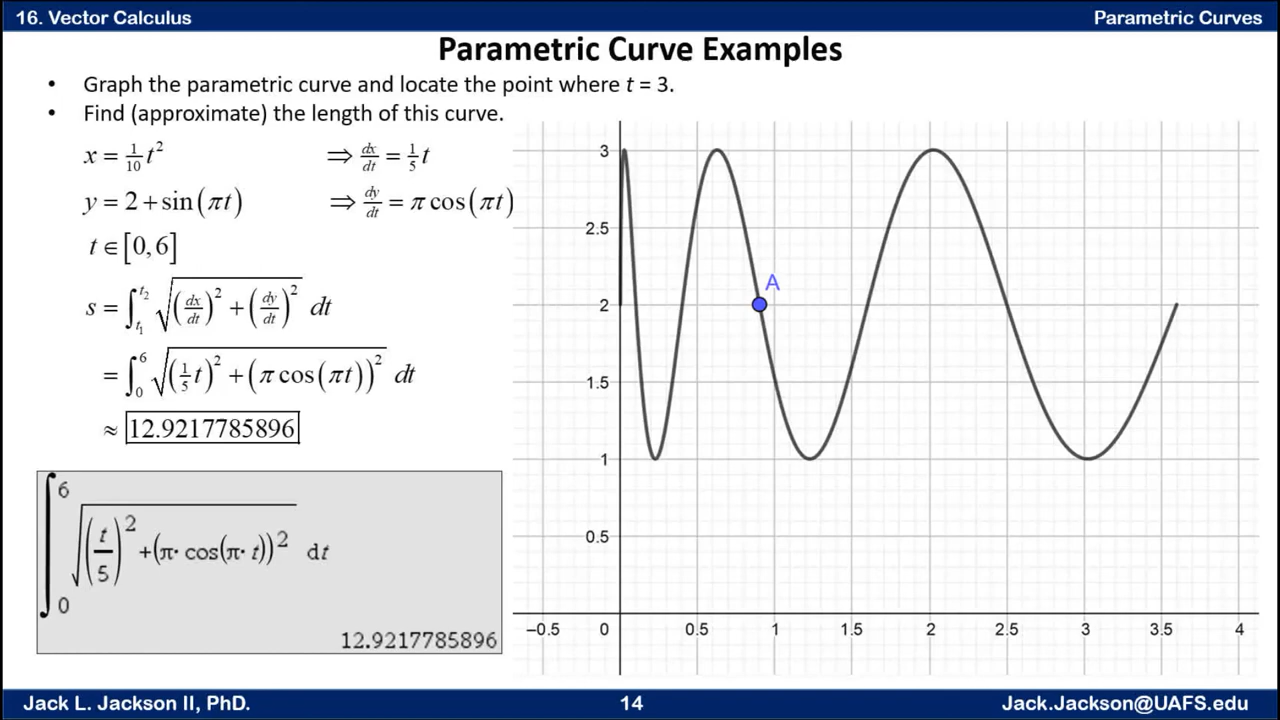 16. Vector Calculus
Parametric Curves
Parametric Curve Examples
• Graph the parametric curve and locate the point where t = 3.
• Find (approximate) the length of this curve.
x = 1/10 t² ⇒ dx/dt = 1/5 t
y = 2 + sin(πt) ⇒ dy/dt = π cos(πt)
t ∈ [0, 6]
s = ∫_{t₁}^{t₂} √((dx/dt)² + (dy/dt)²) dt
= ∫_0^6 √((1/5 t)² + (π cos(πt))²) dt
≈ 12.9217785896
∫_0^6 √((t/5)² + (π· cos(π· t))²) dt
12.9217785896
3
2.5
A
2
1.5
1
0.5
–0.5 0 0.5 1 1.5 2 2.5 3 3.5 4
Jack L. Jackson II, PhD.
14
Jack.Jackson@UAFS.edu